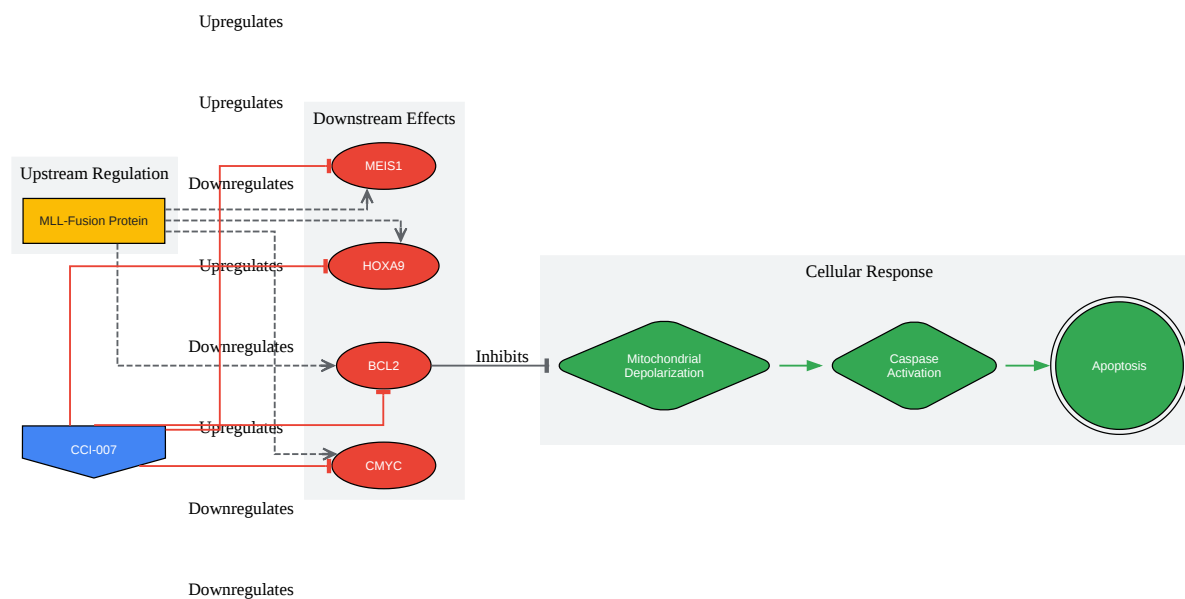 Upregulates
Upregulates
Downstream Effects
MEIS1
Upstream Regulation
Downregulates
MLL-Fusion Protein
Upregulates
HOXA9
Cellular Response
Downregulates
Inhibits
BCL2
Mitochondrial
Depolarization
Caspase
Activation
Apoptosis
Upregulates
CCI-007
CMYC
Downregulates
Downregulates